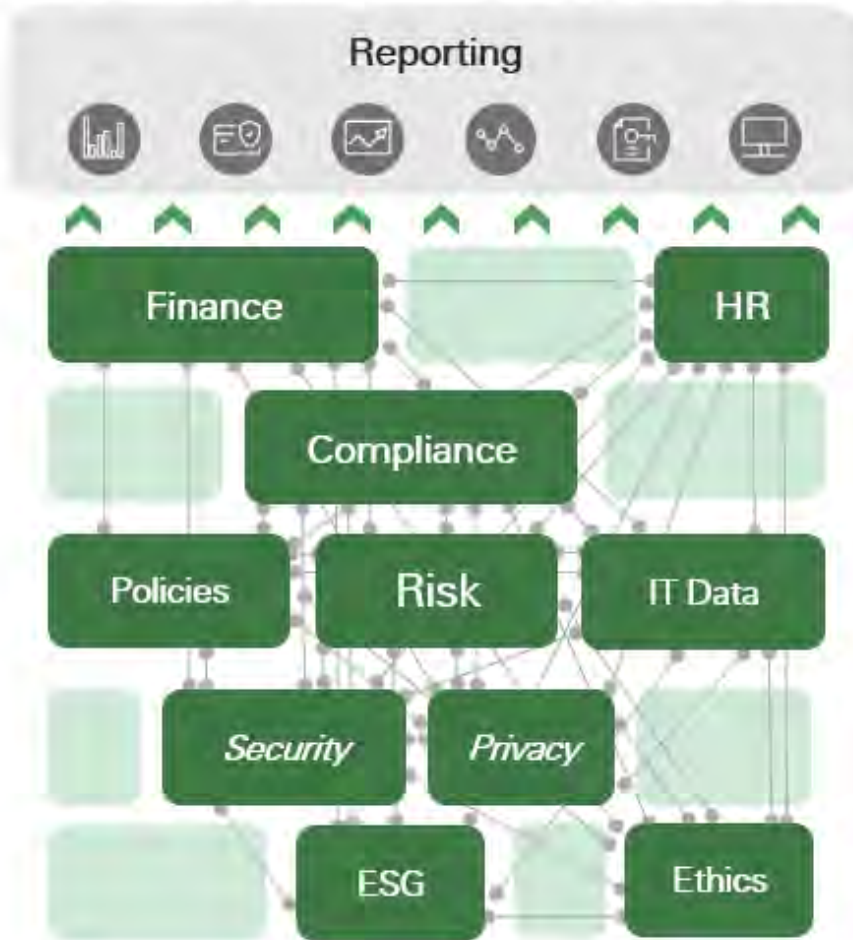 Reporting
Finance
HR
Compliance
Policies
Risk
IT Data
Security
Privacy
ESG
Ethics